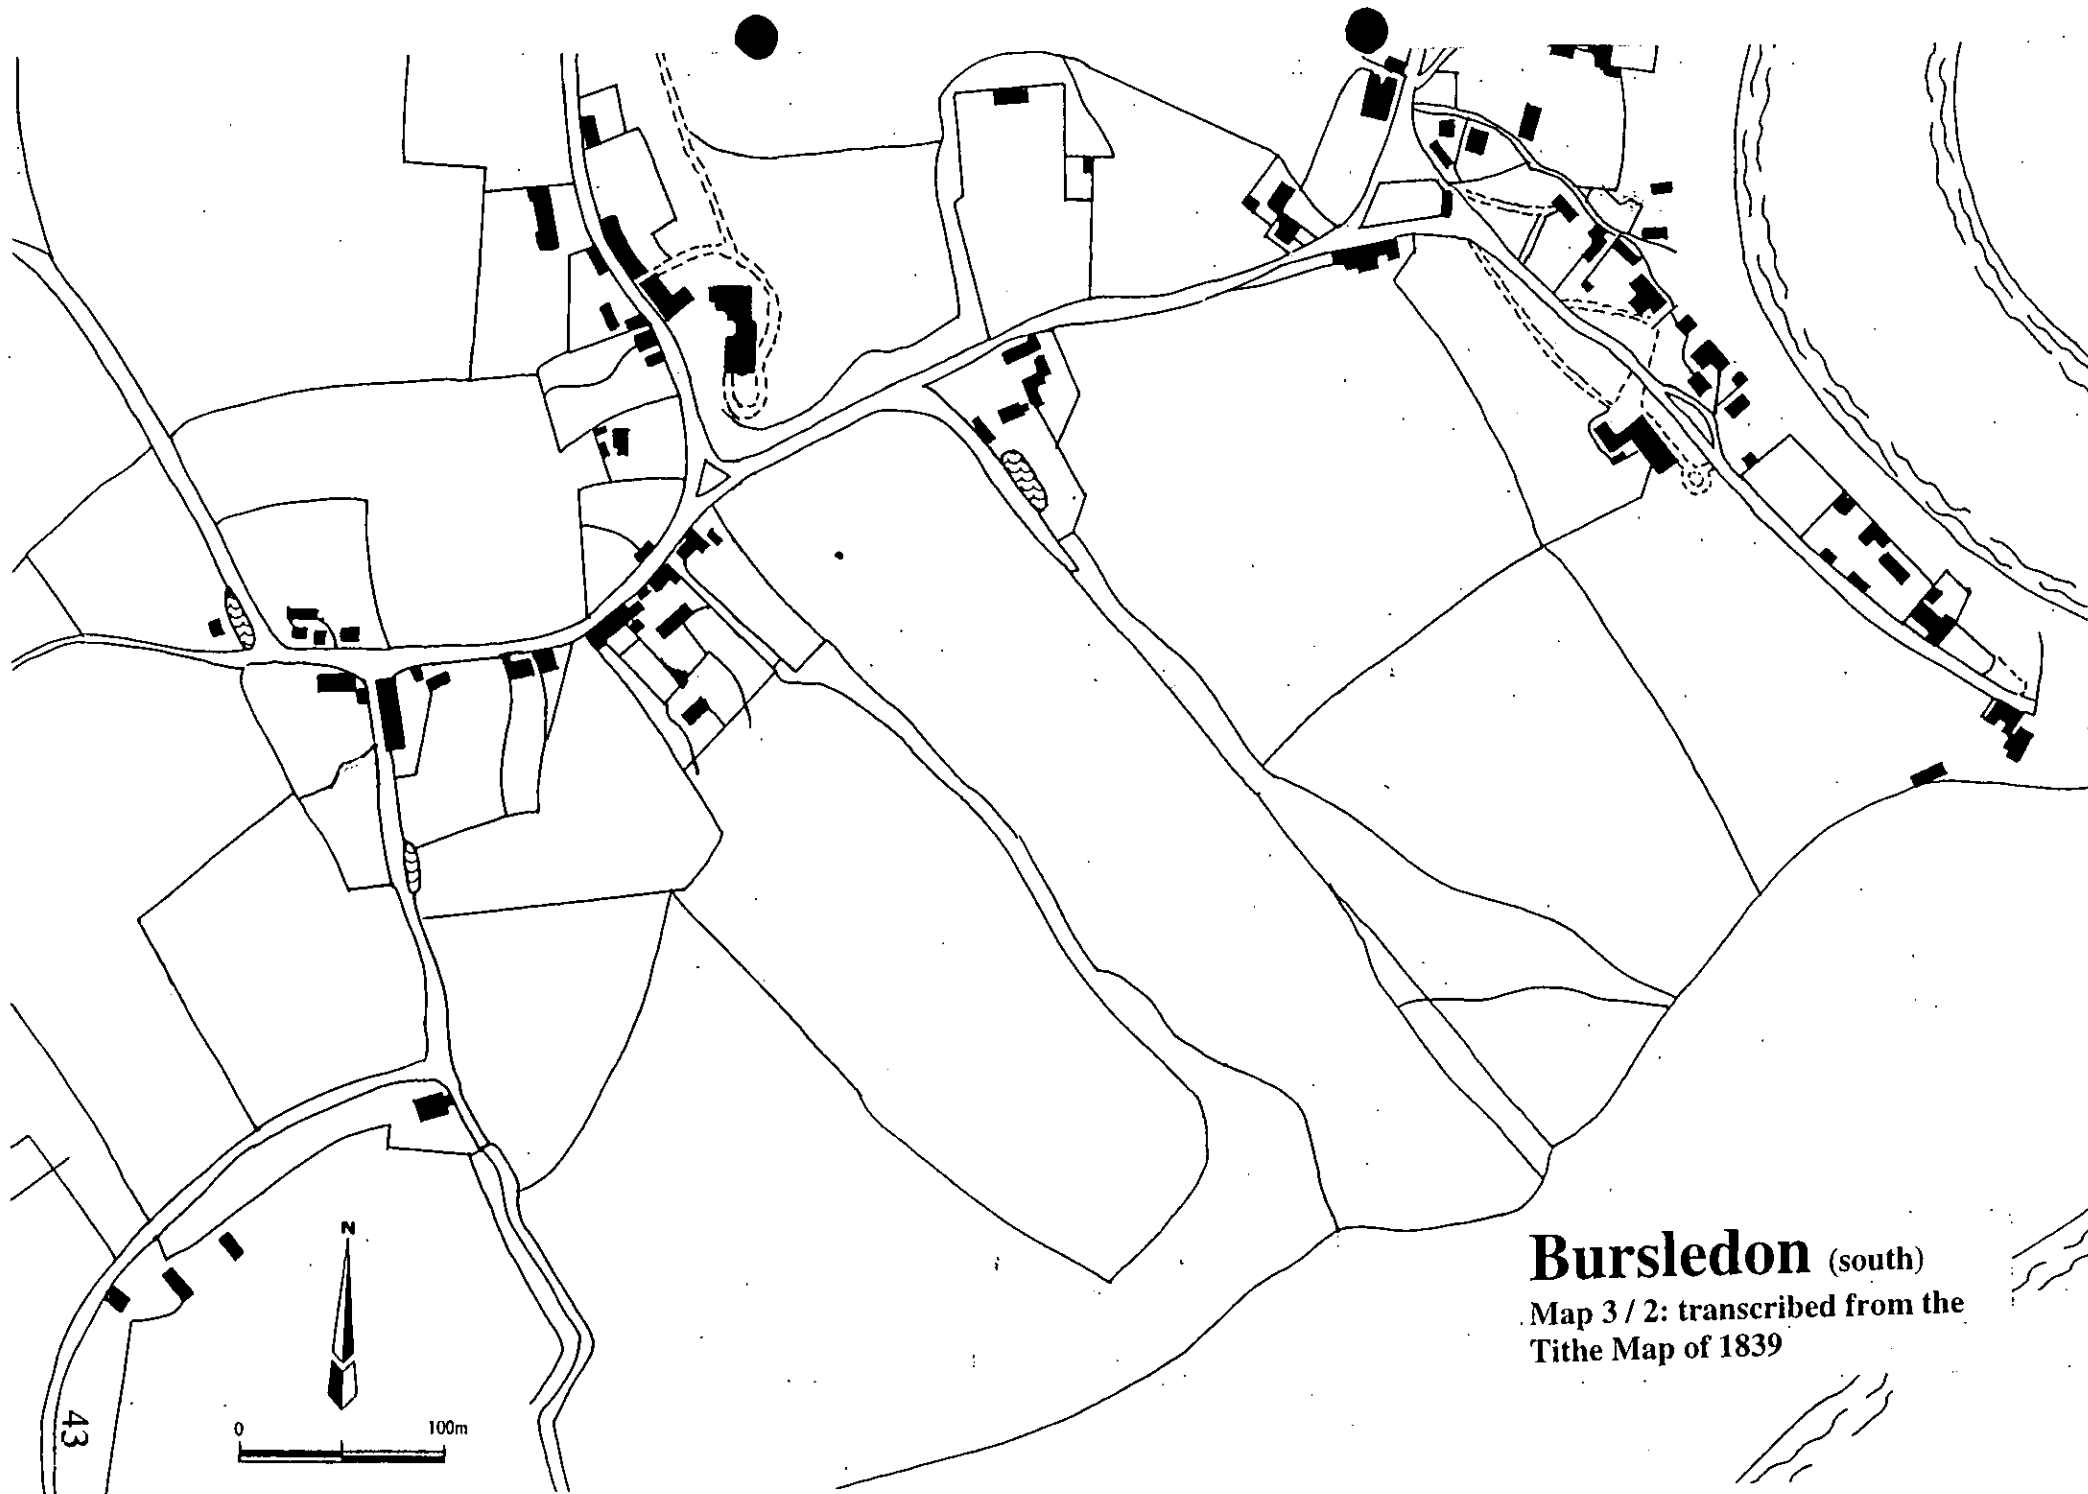 N
0 100m
43
Bursledon (south)
Map 3 / 2: transcribed from the
Tithe Map of 1839